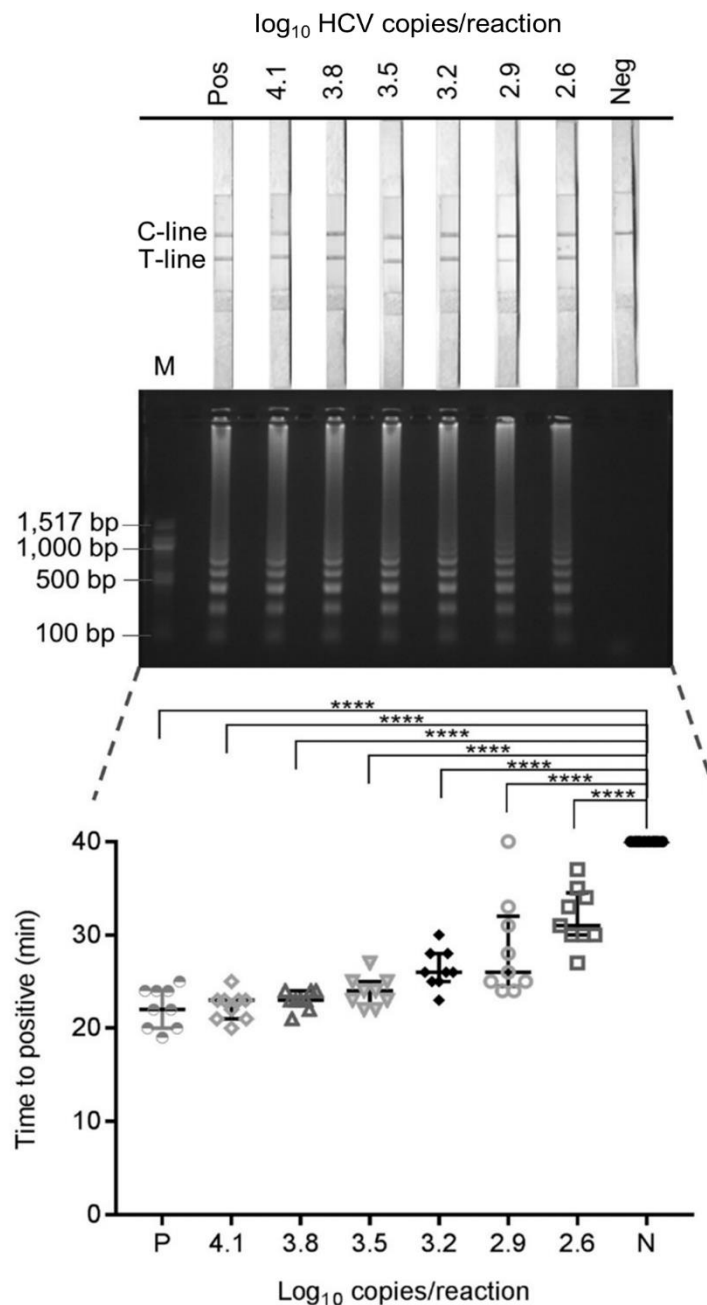 log₁₀ HCV copies/reaction
Pos 4.1 3.8 3.5 3.2 2.9 2.6 Neg
C-line
T-line
M
1,517 bp
1,000 bp
500 bp
100 bp
****
****
****
****
****
****
****
40
30
20
10
0
Time to positive (min)
P 4.1 3.8 3.5 3.2 2.9 2.6 N
Log₁₀ copies/reaction